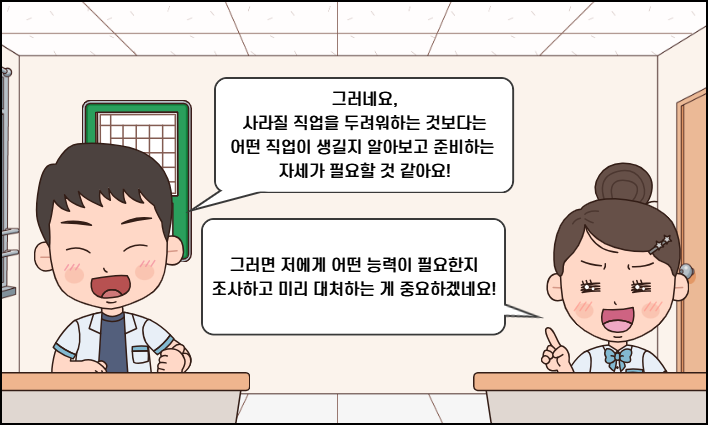 그러네요,
사라질 직업을 두려워하는 것보다는
어떤 직업이 생길지 알아보고 준비하는
자세가 필요할 것 같아요!
그러면 저에게 어떤 능력이 필요한지
조사하고 미리 대처하는 게 중요하겠네요!